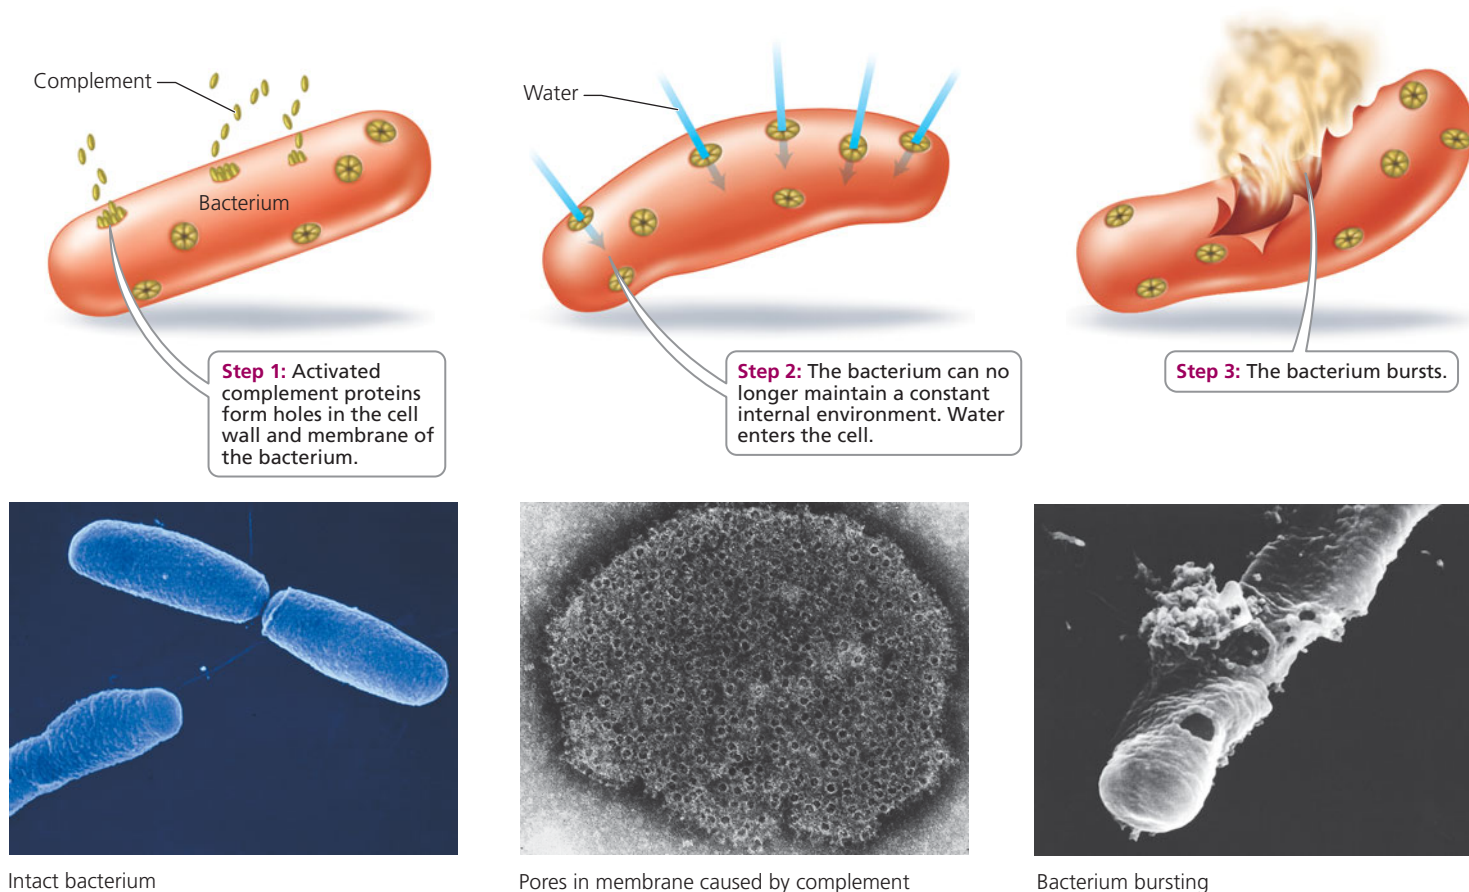 Complement
Bacterium
Step 1: Activated
complement proteins
form holes in the cell
wall and membrane of
the bacterium.
Water
Step 2: The bacterium can no
longer maintain a constant
internal environment. Water
enters the cell.
Step 3: The bacterium bursts.
Intact bacterium
Pores in membrane caused by complement
Bacterium bursting